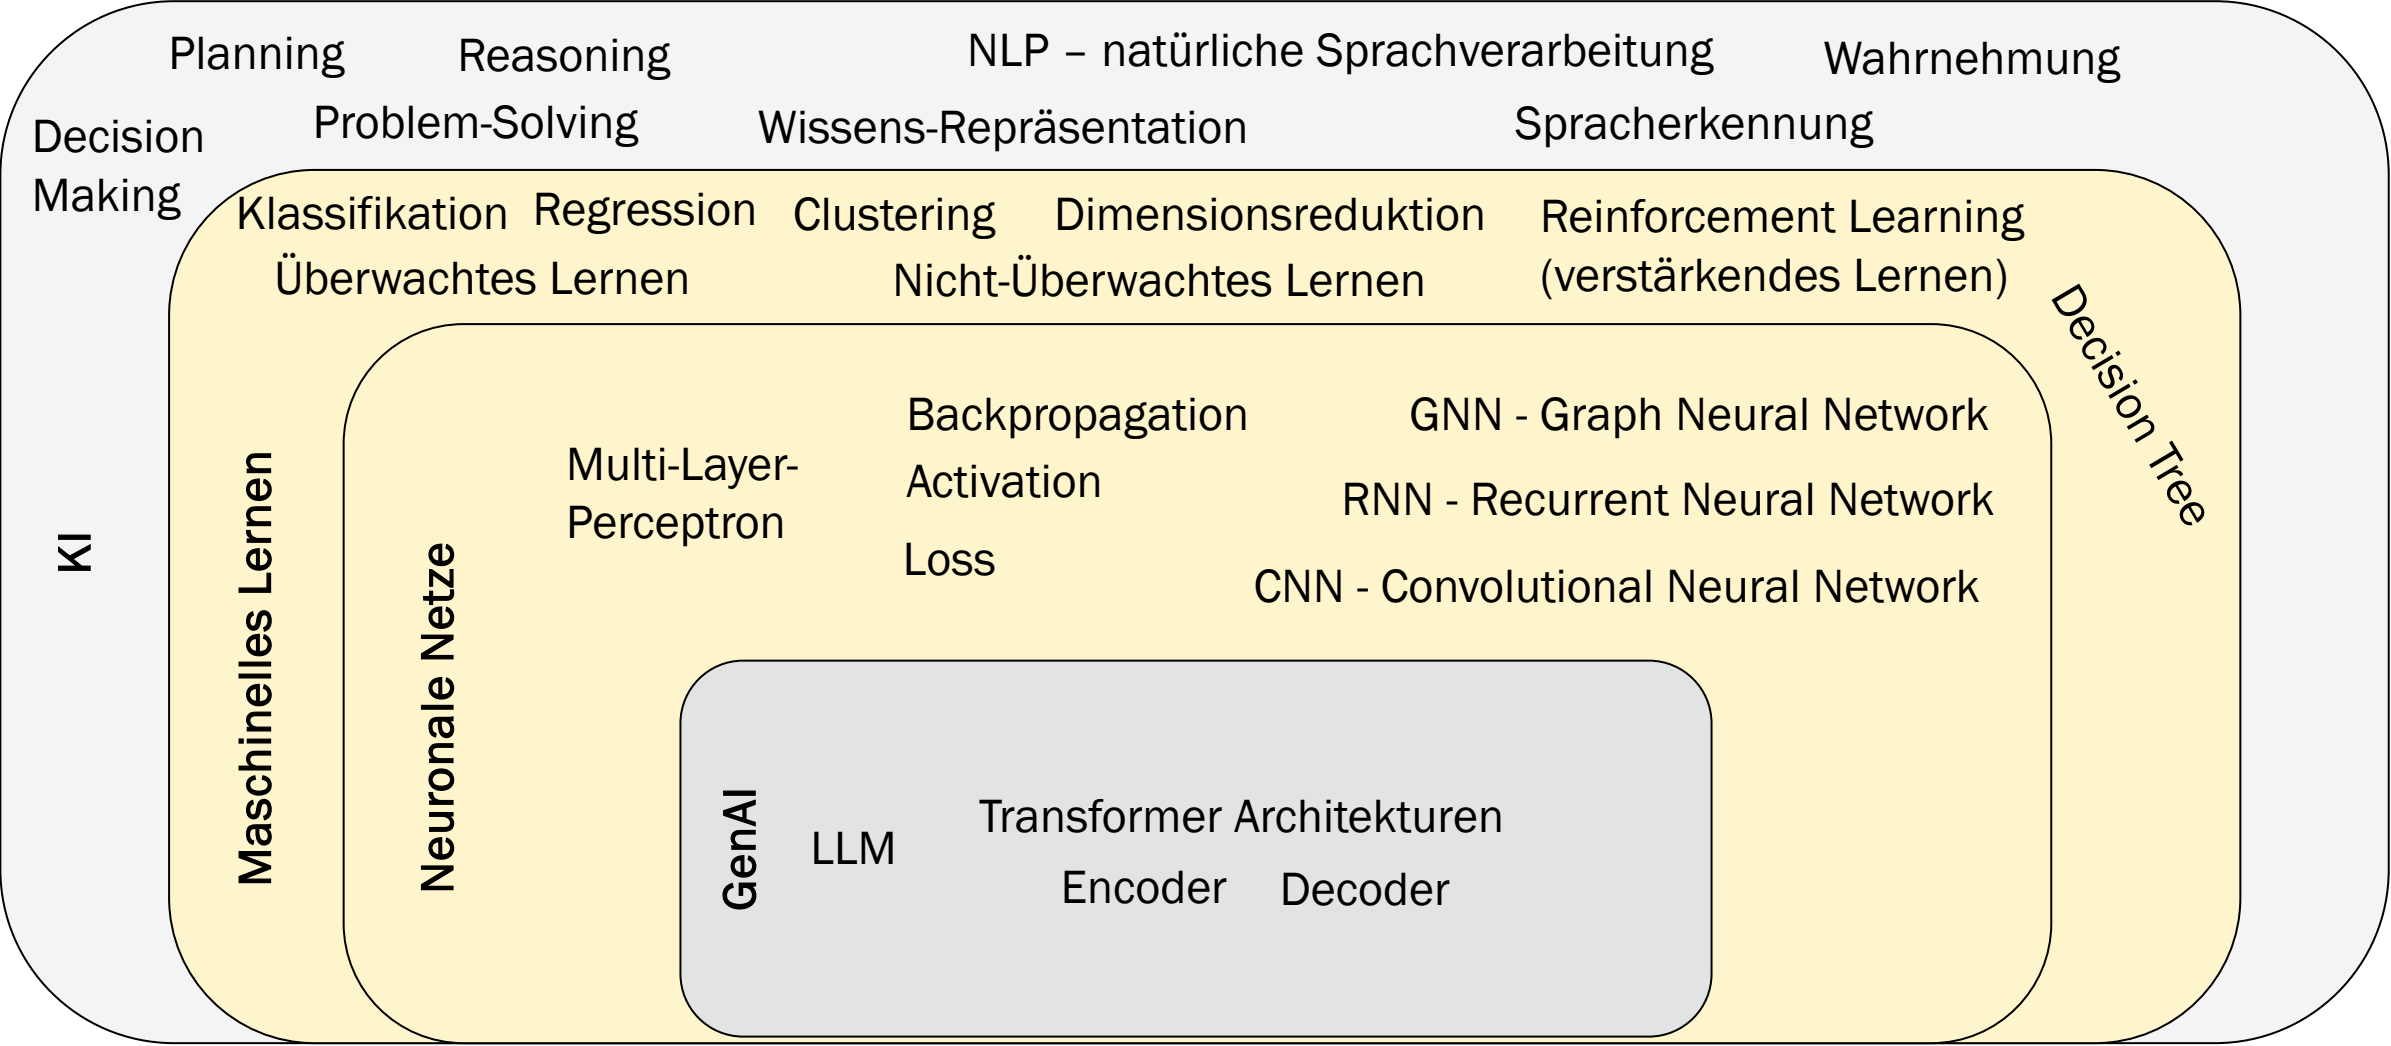 Planning
Reasoning
NLP – natürliche Sprachverarbeitung
Wahrnehmung
Decision
Making
Problem-Solving
Wissens-Repräsentation
Spracherkennung
KI
Klassifikation
Regression
Clustering
Dimensionsreduktion
Reinforcement Learning
(verstärkendes Lernen)
Überwachtes Lernen
Nicht-Überwachtes Lernen
Decision Tree
Maschinelles Lernen
Neuronale Netze
Multi-Layer-
Perceptron
Backpropagation
Activation
Loss
GNN - Graph Neural Network
RNN - Recurrent Neural Network
CNN - Convolutional Neural Network
GenAI
LLM
Transformer Architekturen
Encoder
Decoder